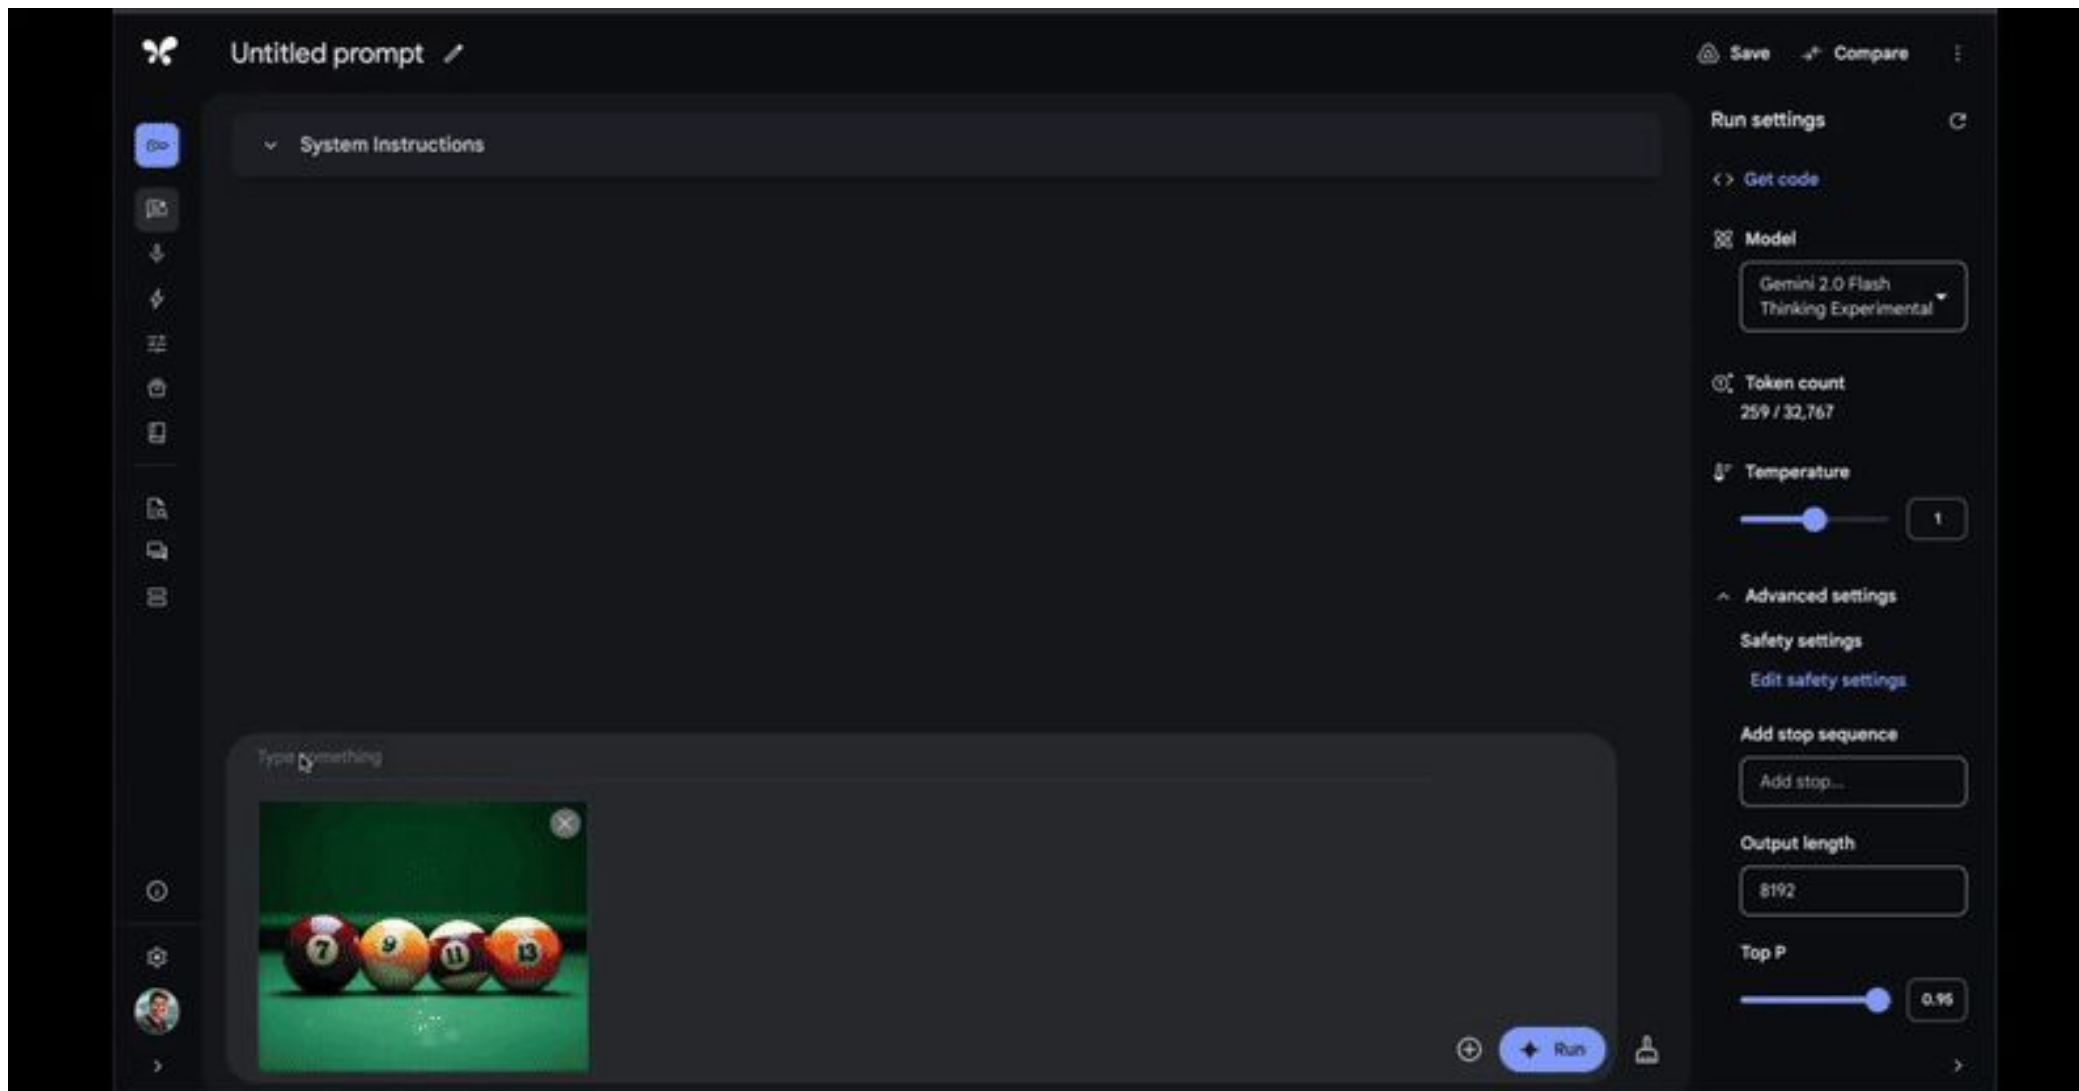 Untitled prompt
Save
Compare
System Instructions
Run settings
Get code
Model
Gemini 2.0 Flash
Thinking Experimental
Token count
259 / 32,767
Temperature
1
Advanced settings
Safety settings
Edit safety settings
Add stop sequence
Add stop...
Output length
8192
Top P
0.95
Type something
7 9 11 13
Run